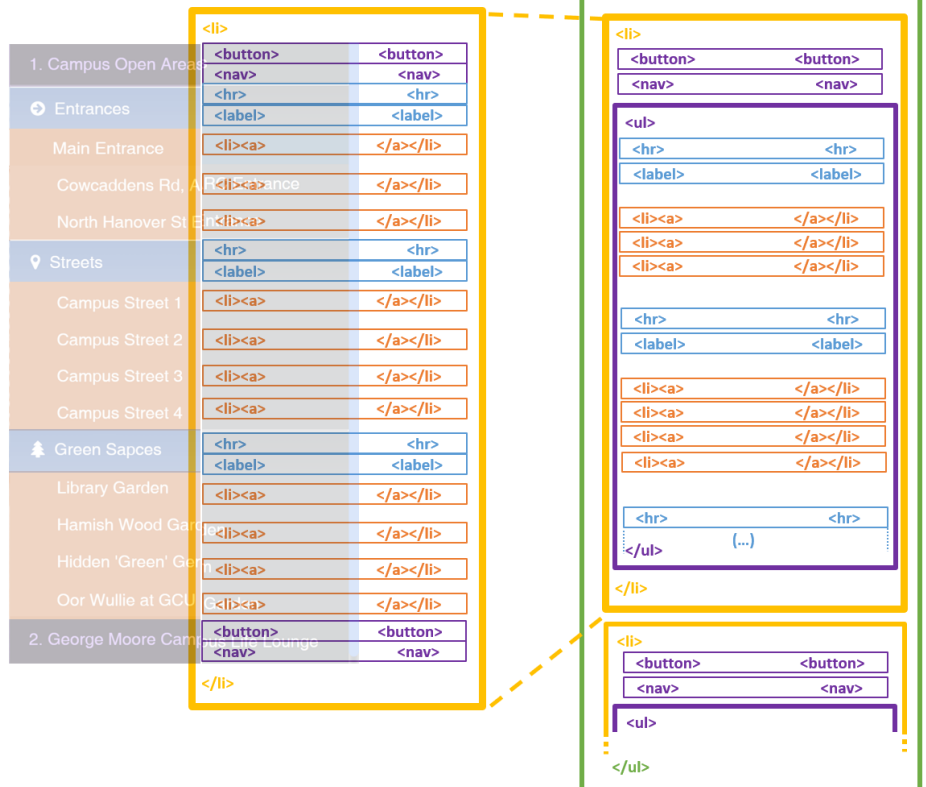 <li>
1. Campus Open Areas
<button> <button>
<nav> <nav>
<hr> <hr>
Entrances
<label> <label>
Main Entrance
<li><a> </a></li>
Cowcaddens Rd, ARC Entrance
<li><a> </a></li>
North Hanover St Entrance
<li><a> </a></li>
<hr> <hr>
Streets
<label> <label>
Campus Street 1
<li><a> </a></li>
Campus Street 2
<li><a> </a></li>
Campus Street 3
<li><a> </a></li>
Campus Street 4
<li><a> </a></li>
<hr> <hr>
Green Sapces
<label> <label>
Library Garden
<li><a> </a></li>
Hamish Wood Garden
<li><a> </a></li>
Hidden 'Green' Gem
<li><a> </a></li>
Oor Wullie at GCU Garden
<li><a> </a></li>
<button> <button>
2. George Moore Campus Life Lounge
<nav> <nav>
</li>
<li>
<button> <button>
<nav> <nav>
<ul>
<hr> <hr>
<label> <label>
<li><a> </a></li>
<li><a> </a></li>
<li><a> </a></li>
<hr> <hr>
<label> <label>
<li><a> </a></li>
<li><a> </a></li>
<li><a> </a></li>
<li><a> </a></li>
<hr> <hr>
(...)
</ul>
</li>
<li>
<button> <button>
<nav> <nav>
<ul>
</ul>